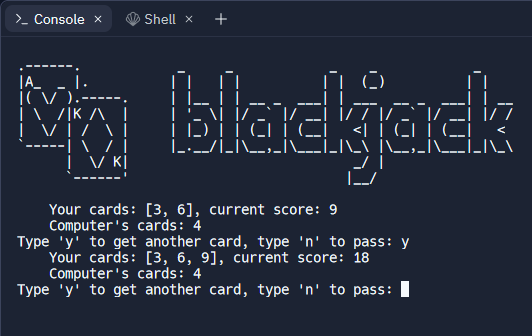 Console
Shell
blackjack
A
K
K
Your cards: [3, 6], current score: 9
Computer's cards: 4
Type 'y' to get another card, type 'n' to pass: y
Your cards: [3, 6, 9], current score: 18
Computer's cards: 4
Type 'y' to get another card, type 'n' to pass: